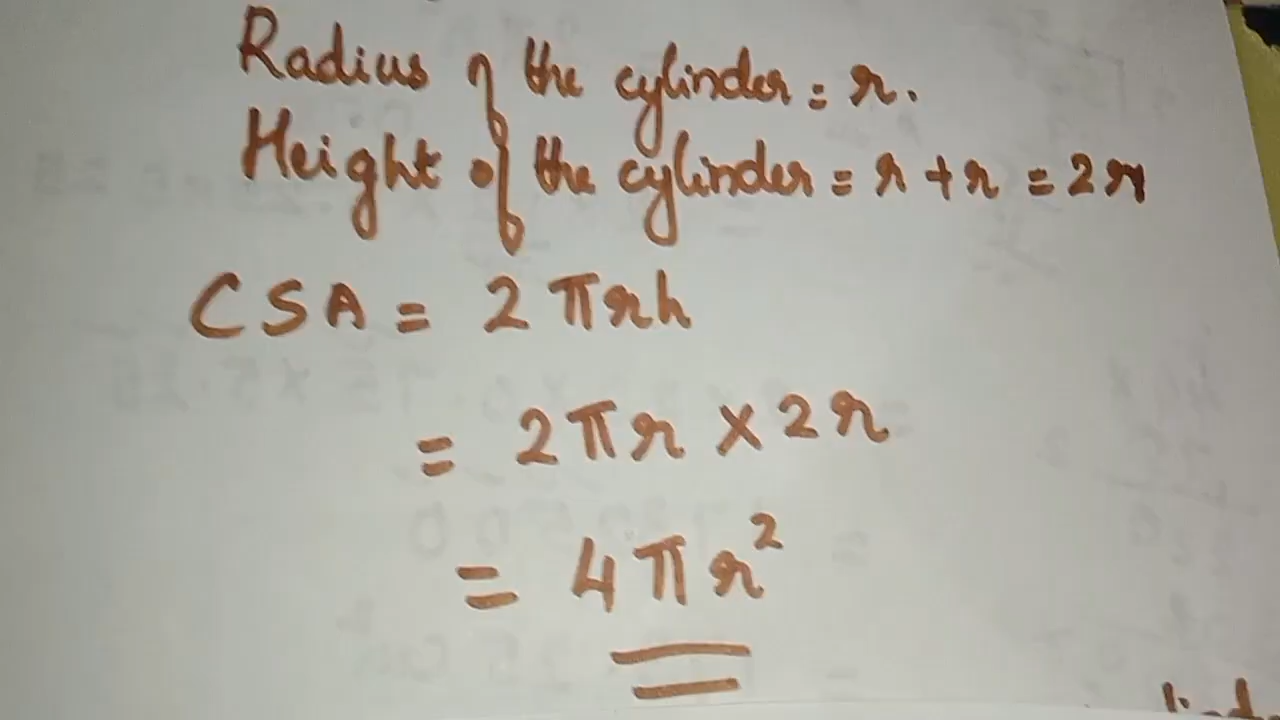 Radius of the cylinder = r.
Height of the cylinder = r + r = 2r
CSA = 2πrh
= 2πr × 2r
= 4πr²